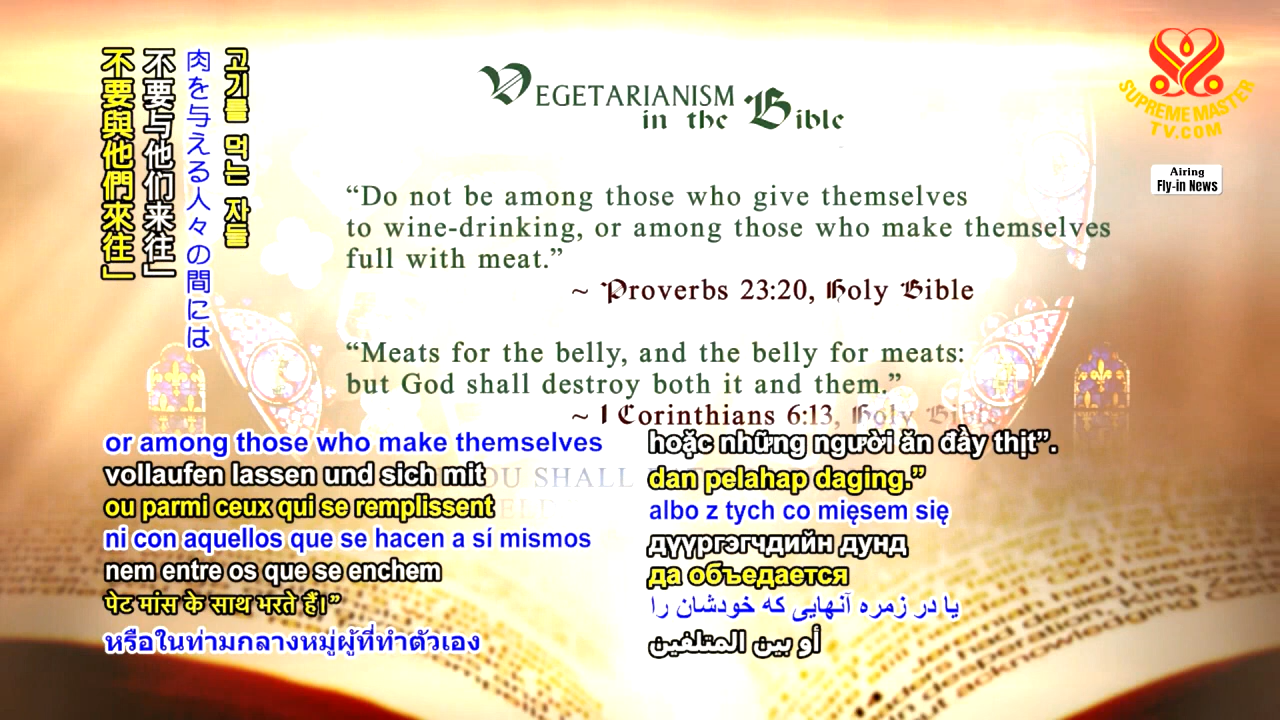 VEGETARIANISM
in the Bible
SUPREME MASTER
TV.COM
Airing
Fly-in News
고기를 먹는 자들
肉を与える人々の間には
不要与他们来往」
不要與他們來往」
“Do not be among those who give themselves
to wine-drinking, or among those who make themselves
full with meat.”
~ Proverbs 23:20, Holy Bible
“Meats for the belly, and the belly for meats:
but God shall destroy both it and them.”
~ 1 Corinthians 6:13, Holy Bible
SHALL
or among those who make themselves
vollaufen lassen und sich mit
ou parmi ceux qui se remplissent
ni con aquellos que se hacen a sí mismos
nem entre os que se enchem
पेट मांस के साथ भरते हैं।”
หรือในท่ามกลางหมู่ผู้ที่ทำตัวเอง
hoặc những người ăn đầy thịt”.
dan pelahap daging.”
albo z tych co mięsem się
дүүргэгчдийн дунд
да объедается
یا در زمره آنهایی که خودشان را
أو بين المتلفين